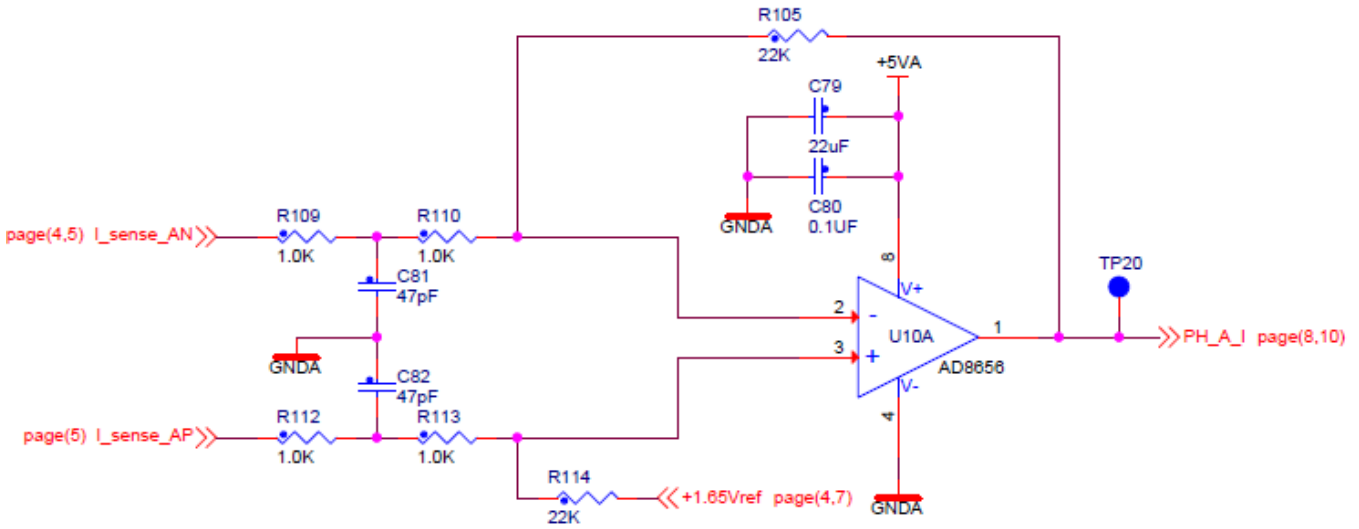 R105
22K
+5VA
C79
22uF
C80
0.1UF
GNDA
R109
R110
page(4,5) I_sense_AN
1.0K
1.0K
C81
47pF
8
TP20
V+
2
-
U10A
1
PH_A_I page(8,10)
3
+
AD8656
V-
GNDA
C82
47pF
4
R112
R113
page(5) I_sense_AP
1.0K
1.0K
R114
+1.65Vref page(4,7)
22K
GNDA